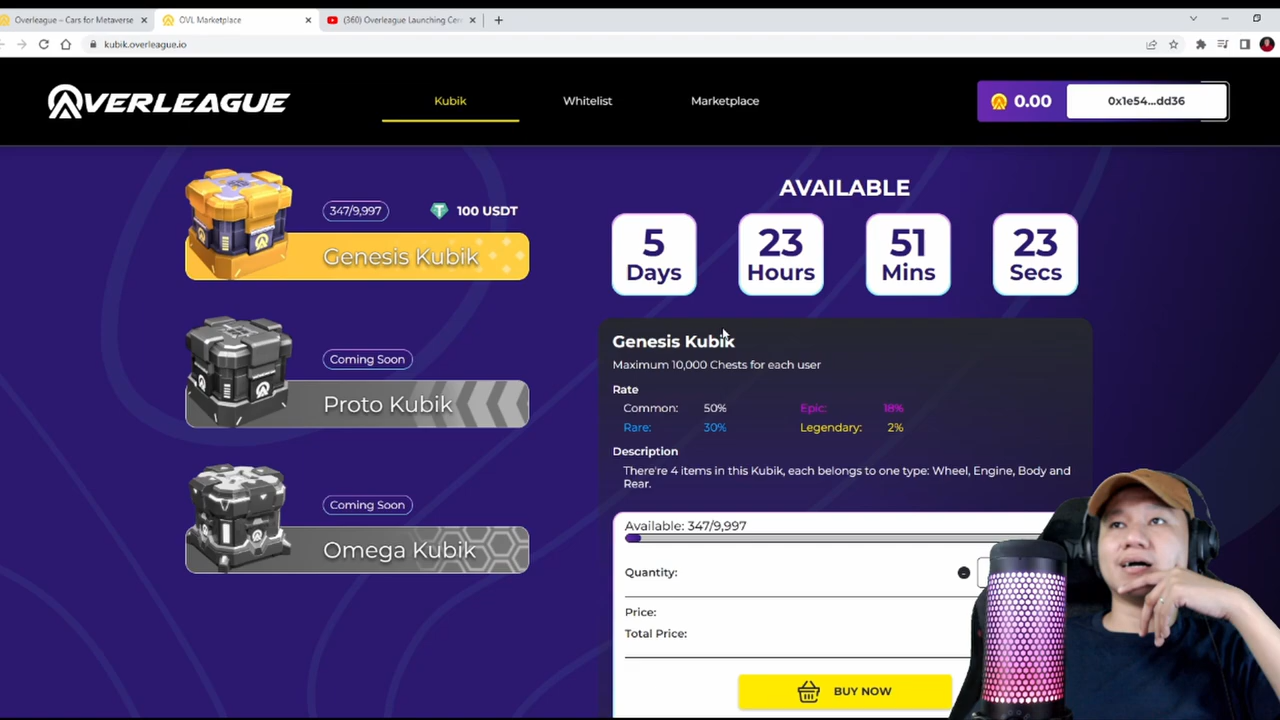 Overleague – Cars for Metaverse
OVL Marketplace
(360) Overleague Launching Cer
kubik.overleague.io
OVERLEAGUE
Kubik
Whitelist
Marketplace
0.00
0x1e54...dd36
347/9,997
100 USDT
Genesis Kubik
Coming Soon
Proto Kubik
Coming Soon
Omega Kubik
AVAILABLE
5
Days
23
Hours
51
Mins
23
Secs
Genesis Kubik
Maximum 10,000 Chests for each user
Rate
Common: 50%
Epic: 18%
Rare: 30%
Legendary: 2%
Description
There're 4 items in this Kubik, each belongs to one type: Wheel, Engine, Body and
Rear.
Available: 347/9,997
Quantity:
Price:
Total Price:
BUY NOW